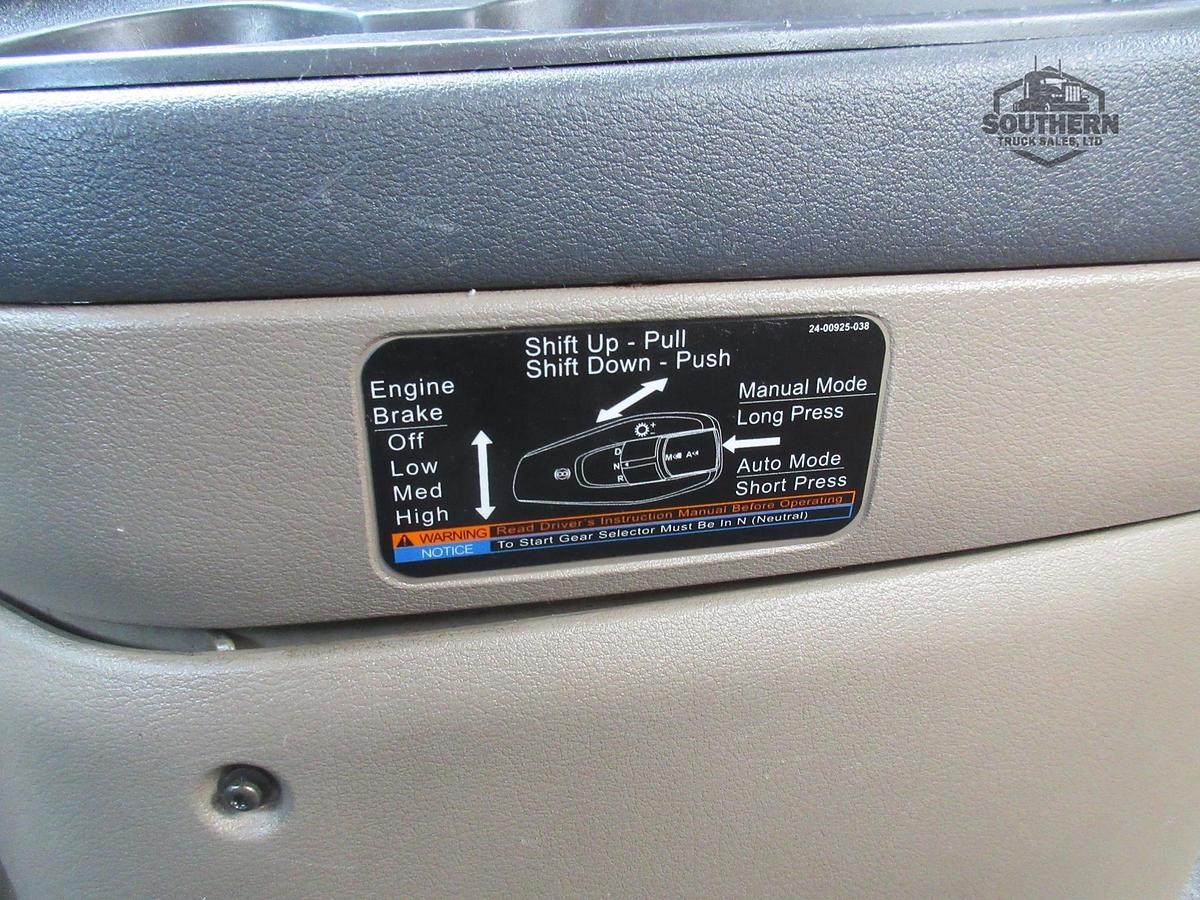 SOUTHERN
TRUCK SALES, LTD
24-00925-038
Shift Up - Pull
Shift Down - Push
Engine
Brake
Off
Low
Med
High
D
N
R
+
-
M
A
Manual Mode
Long Press
Auto Mode
Short Press
WARNING Read Driver's Instruction Manual Before Operating
NOTICE To Start Gear Selector Must Be In N (Neutral)